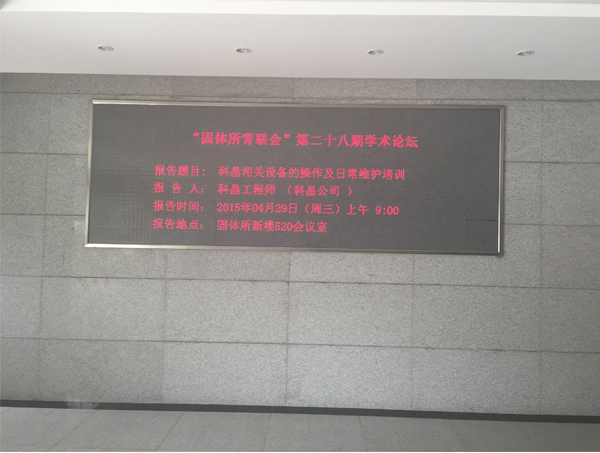 “固体所青联会”第二十八期学术论坛
报告题目： 科晶相关设备的操作及日常维护培训
报 告 人： 科晶工程师 （科晶公司 ）
报告时间： 2015年04月29日（周三）上午 9:00
报告地点： 固体所新楼520会议室